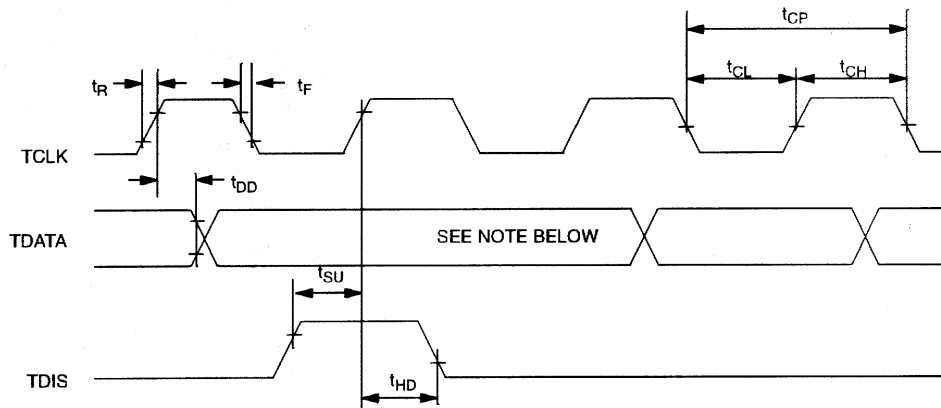 tCP
tR
tF
tCL
tCH
TCLK
tDD
TDATA
SEE NOTE BELOW
tSU
TDIS
tHD